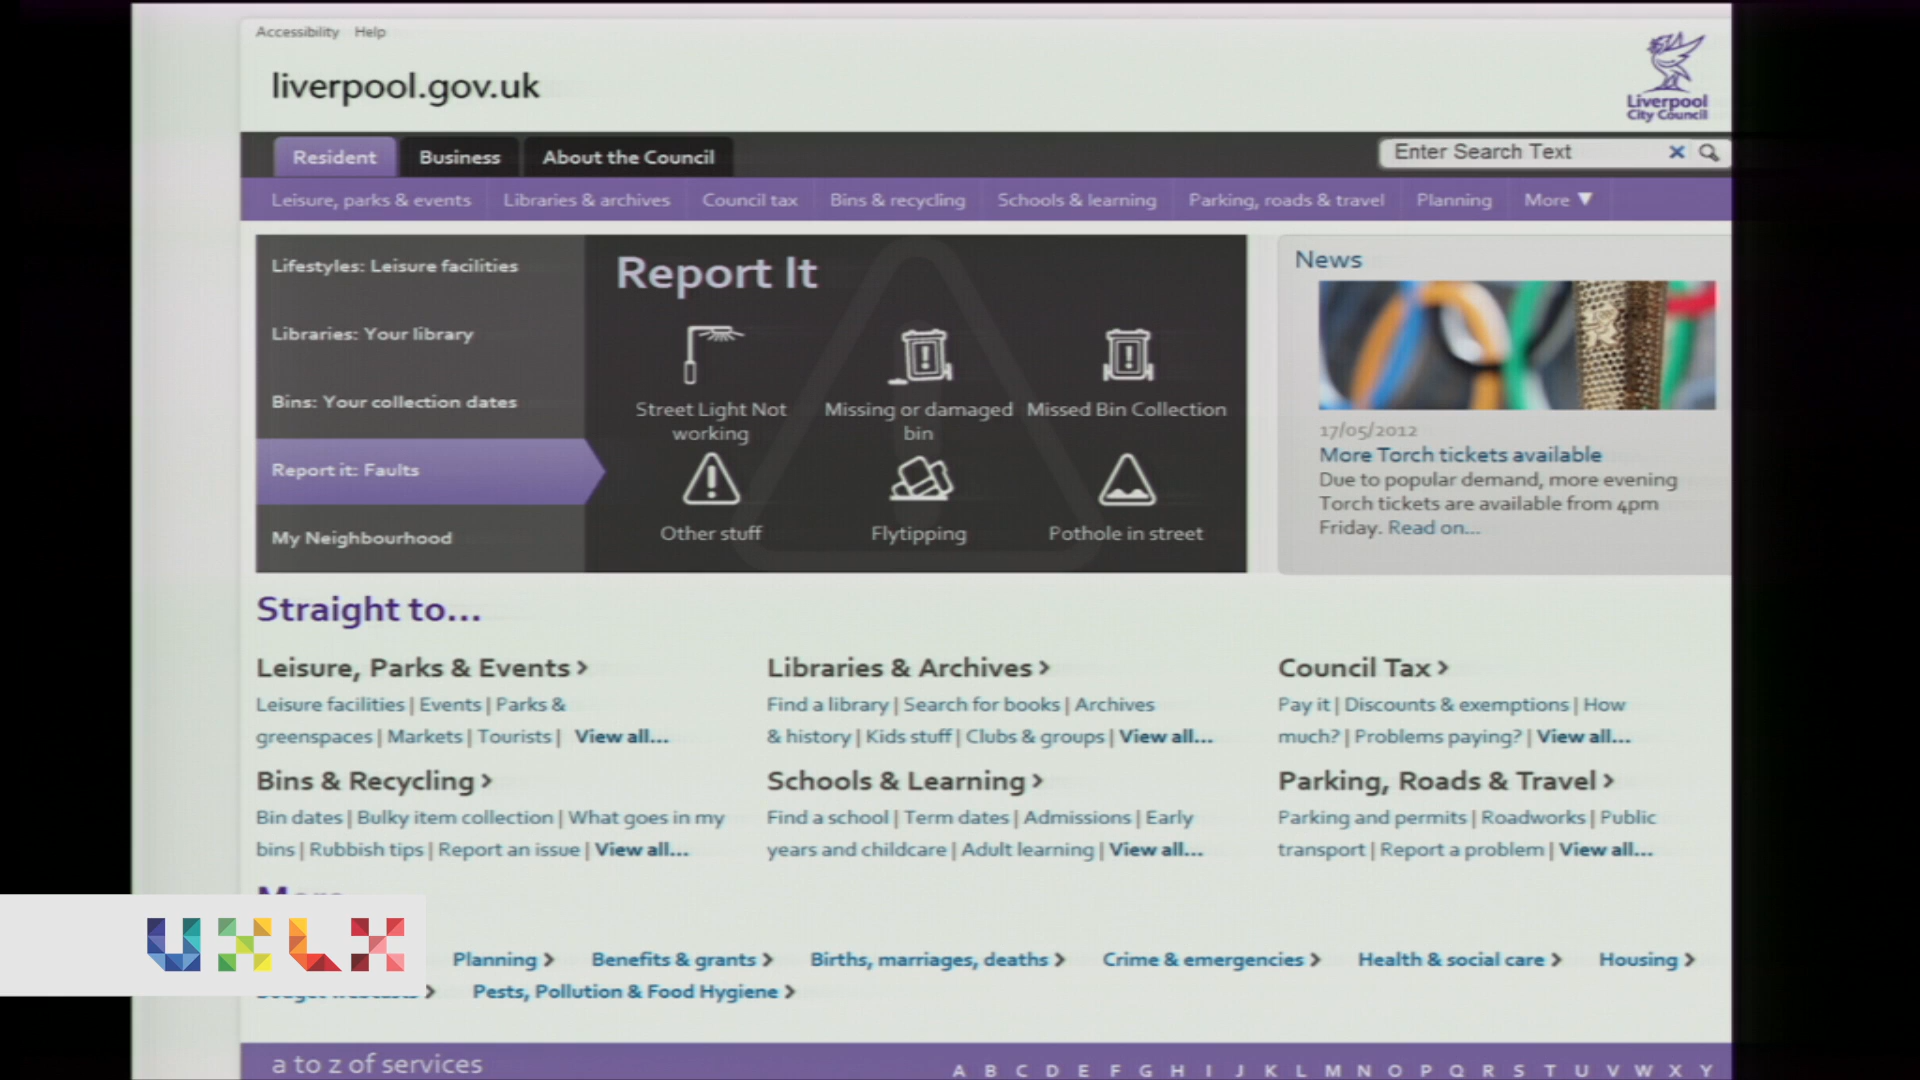 Accessibility Help
liverpool.gov.uk
Liverpool
City Council
Resident Business About the Council
Enter Search Text
Leisure, parks & events Libraries & archives Council tax Bins & recycling Schools & learning Parking, roads & travel Planning More ▼
Lifestyles: Leisure facilities
Libraries: Your library
Bins: Your collection dates
Report it: Faults
My Neighbourhood
Report It
Street Light Not
working
Missing or damaged
bin
Missed Bin Collection
Other stuff
Flytipping
Pothole in street
News
17/05/2012
More Torch tickets available
Due to popular demand, more evening
Torch tickets are available from 4pm
Friday. Read on...
Straight to...
Leisure, Parks & Events >
Leisure facilities | Events | Parks &
greenspaces | Markets | Tourists | View all...
Libraries & Archives >
Find a library | Search for books | Archives
& history | Kids stuff | Clubs & groups | View all...
Council Tax >
Pay it | Discounts & exemptions | How
much? | Problems paying? | View all...
Bins & Recycling >
Bin dates | Bulky item collection | What goes in my
bins | Rubbish tips | Report an issue | View all...
Schools & Learning >
Find a school | Term dates | Admissions | Early
years and childcare | Adult learning | View all...
Parking, Roads & Travel >
Parking and permits | Roadworks | Public
transport | Report a problem | View all...
UXLX
Planning > Benefits & grants > Births, marriages, deaths > Crime & emergencies > Health & social care > Housing >
Pests, Pollution & Food Hygiene >
a to z of services
A B C D E F G H I J K L M N O P Q R S T U V W X Y